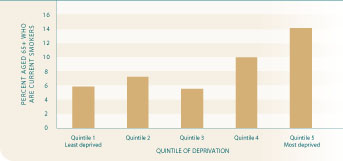 PERCENT AGED 65+ WHO
ARE CURRENT SMOKERS
16
14
12
10
8
6
4
2
0
Quintile 1
Least deprived
Quintile 2
Quintile 3
Quintile 4
Quintile 5
Most deprived
QUINTILE OF DEPRIVATION